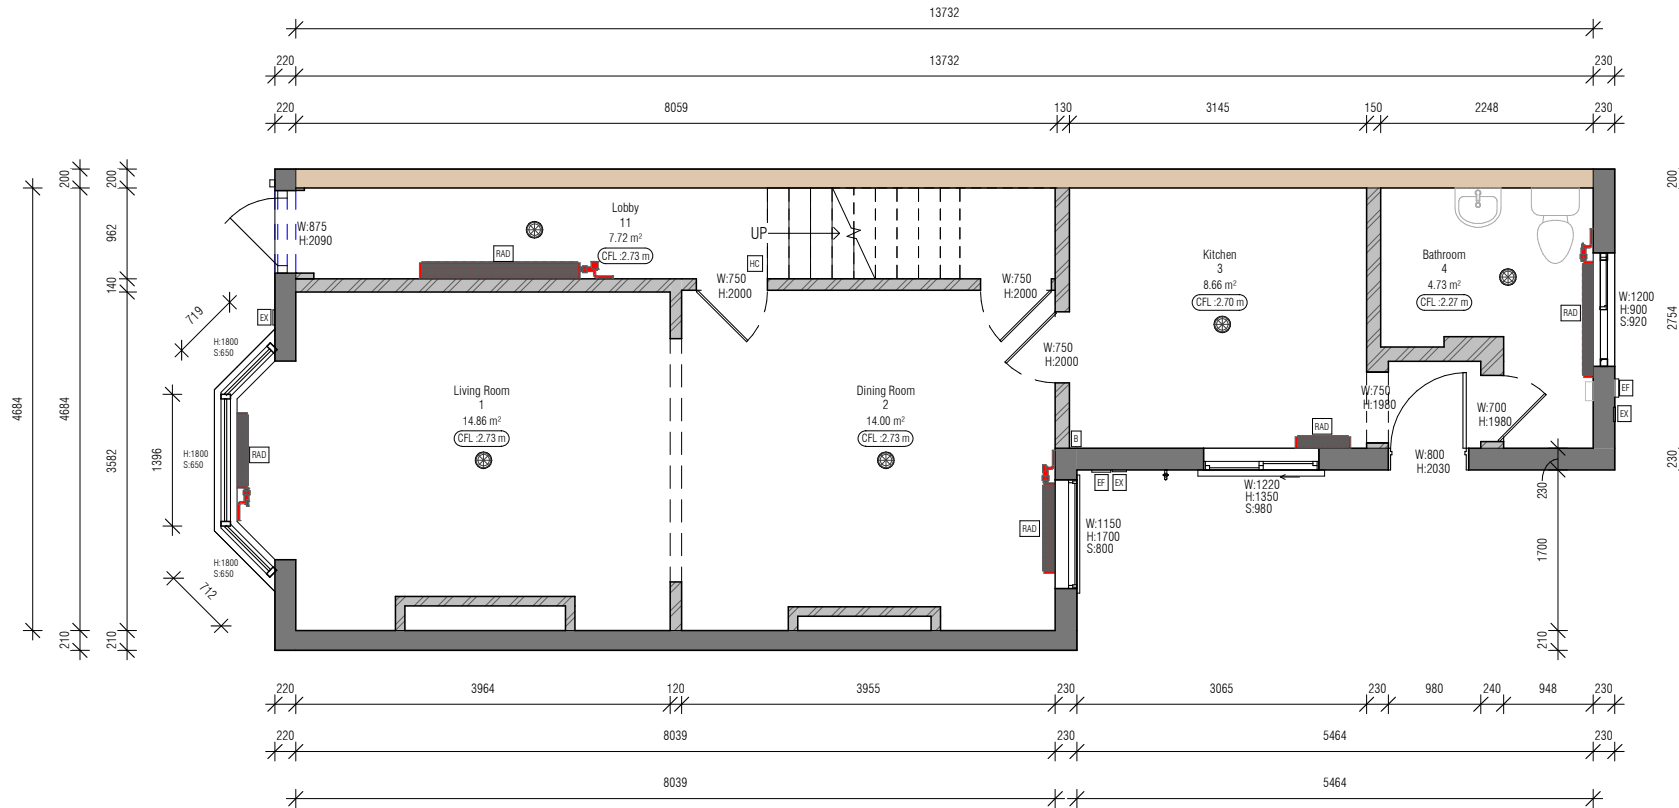 13732
220
13732
230
220
8059
130
3145
150
2248
230
200
200
200
962
140
4684
4684
3582
210
210
719
1396
712
W:875
H:2090
Lobby
11
7.72 m²
CFL :2.73 m
RAD
UP
HC
W:750
H:2000
W:750
H:2000
W:750
H:2000
EX
H:1800
S:650
H:1800
S:650
H:1800
S:650
RAD
Living Room
1
14.86 m²
CFL :2.73 m
Dining Room
2
14.00 m²
CFL :2.73 m
RAD
W:1150
H:1700
S:800
Kitchen
3
8.66 m²
CFL :2.70 m
B
EF
EX
RAD
W:1220
H:1350
S:980
W:750
H:1980
Bathroom
4
4.73 m²
CFL :2.27 m
RAD
W:1200
H:900
S:920
W:700
H:1980
W:800
H:2030
EF
EX
2754
230
230
1700
210
220
3964
120
3955
230
3065
230
980
240
948
230
220
8039
230
5464
230
8039
5464